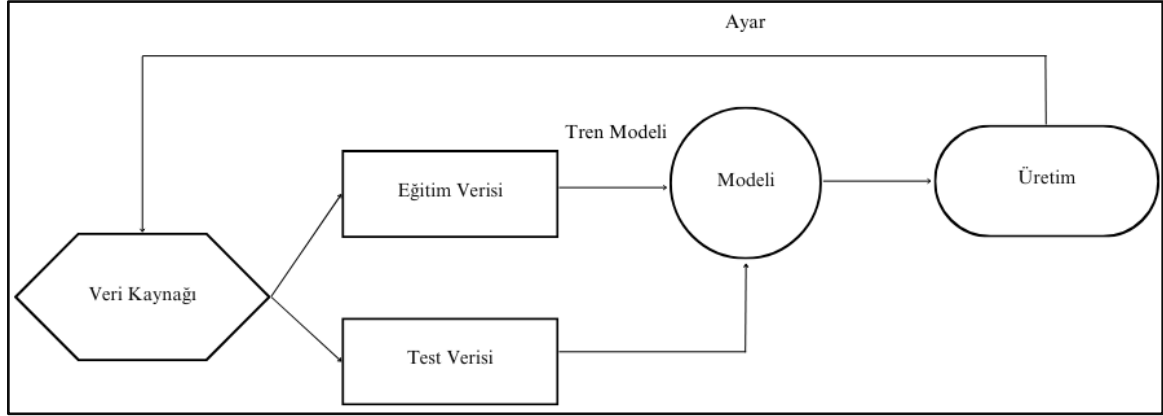 Ayar
Tren Modeli
Eğitim Verisi
Modeli
Üretim
Veri Kaynağı
Test Verisi